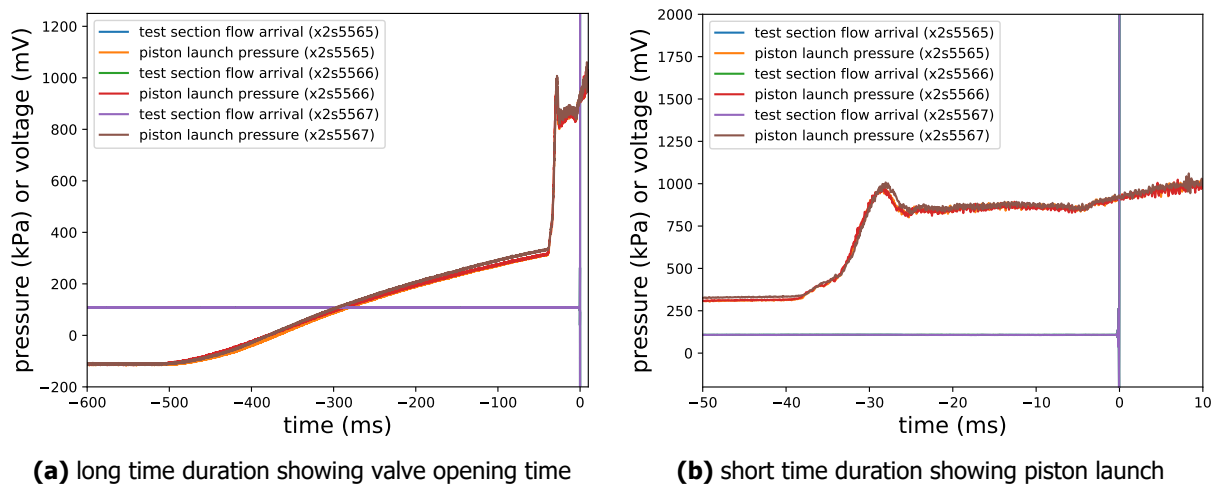 pressure (kPa) or voltage (mV)
1200
1000
800
600
400
200
0
−200
test section flow arrival (x2s5565)
piston launch pressure (x2s5565)
test section flow arrival (x2s5566)
piston launch pressure (x2s5566)
test section flow arrival (x2s5567)
piston launch pressure (x2s5567)
−600
−500
−400
−300
−200
−100
0
time (ms)
(a) long time duration showing valve opening time
pressure (kPa) or voltage (mV)
2000
1750
1500
1250
1000
750
500
250
0
test section flow arrival (x2s5565)
piston launch pressure (x2s5565)
test section flow arrival (x2s5566)
piston launch pressure (x2s5566)
test section flow arrival (x2s5567)
piston launch pressure (x2s5567)
−50
−40
−30
−20
−10
0
10
time (ms)
(b) short time duration showing piston launch